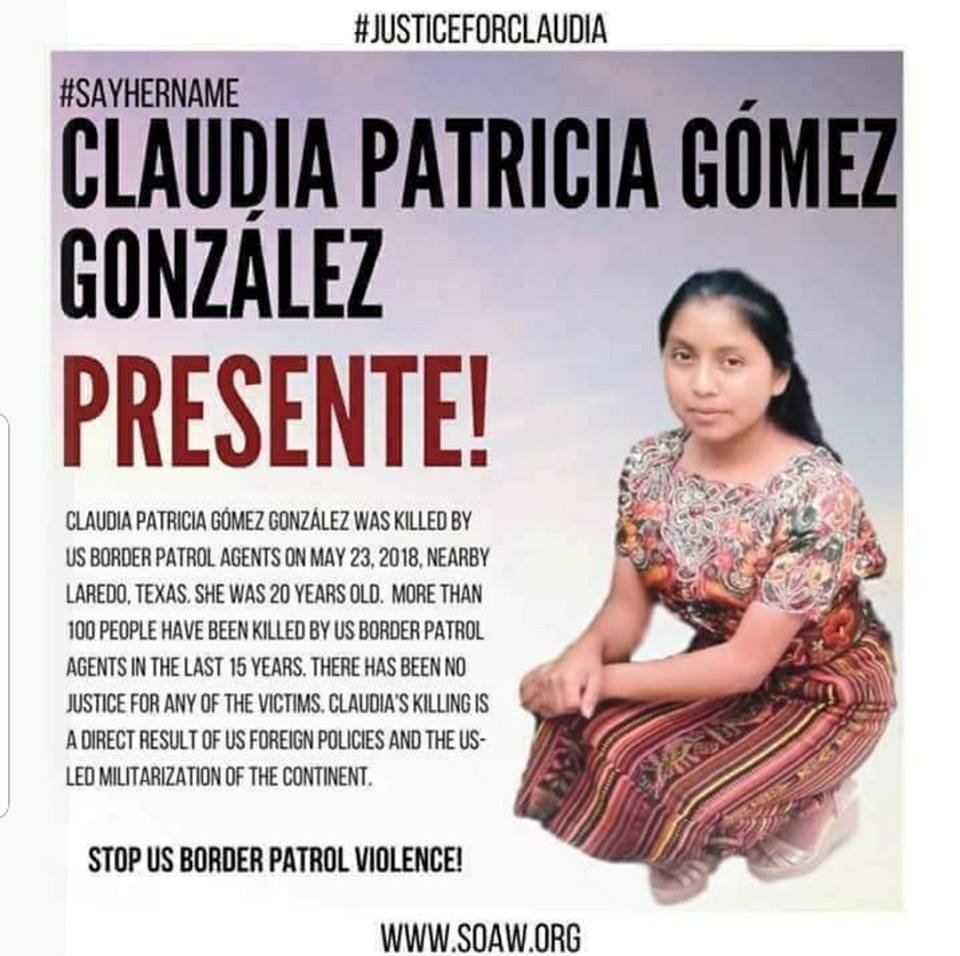 #JUSTICEFORCLAUDIA
#SAYHERNAME
CLAUDIA PATRICIA GÓMEZ
GONZÁLEZ
PRESENTE!
CLAUDIA PATRICIA GÓMEZ GONZÁLEZ WAS KILLED BY
US BORDER PATROL AGENTS ON MAY 23, 2018, NEARBY
LAREDO, TEXAS. SHE WAS 20 YEARS OLD. MORE THAN
100 PEOPLE HAVE BEEN KILLED BY US BORDER PATROL
AGENTS IN THE LAST 15 YEARS. THERE HAS BEEN NO
JUSTICE FOR ANY OF THE VICTIMS. CLAUDIA'S KILLING IS
A DIRECT RESULT OF US FOREIGN POLICIES AND THE US-
LED MILITARIZATION OF THE CONTINENT.
STOP US BORDER PATROL VIOLENCE!
WWW.SOAW.ORG